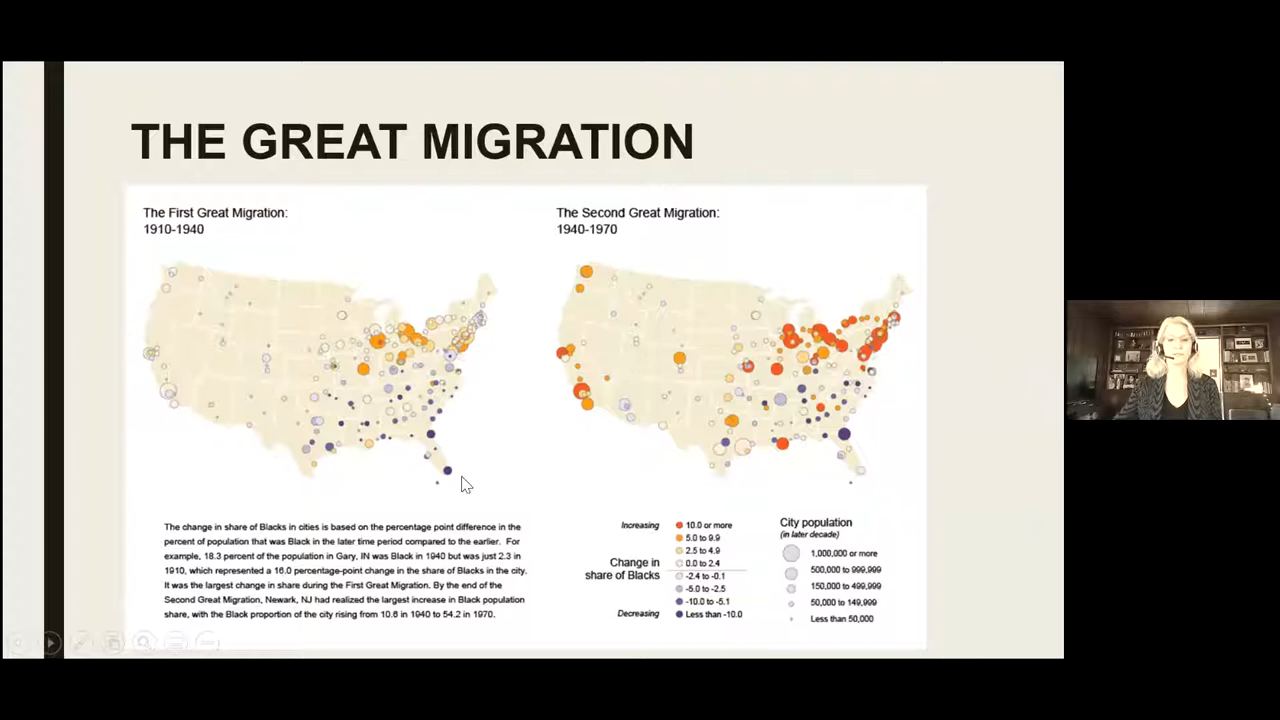 THE GREAT MIGRATION
The First Great Migration:
1910-1940
The Second Great Migration:
1940-1970
The change in share of Blacks in cities is based on the percentage point difference in the
percent of population that was Black in the later time period compared to the earlier. For
example, 18.3 percent of the population in Gary, IN was Black in 1940 but was just 2.3 in
1910, which represented a 16.0 percentage-point change in the share of Blacks in the city.
It was the largest change in share during the First Great Migration. By the end of the
Second Great Migration, Newark, NJ had realized the largest increase in Black population
share, with the Black proportion of the city rising from 10.6 in 1940 to 54.2 in 1970.
Increasing
Change in
share of Blacks
Decreasing
10.0 or more
5.0 to 9.9
2.5 to 4.9
0.0 to 2.4
-2.4 to -0.1
-5.0 to -2.5
-10.0 to -5.1
Less than -10.0
City population
(in later decade)
1,000,000 or more
500,000 to 999,999
150,000 to 499,999
50,000 to 149,999
Less than 50,000